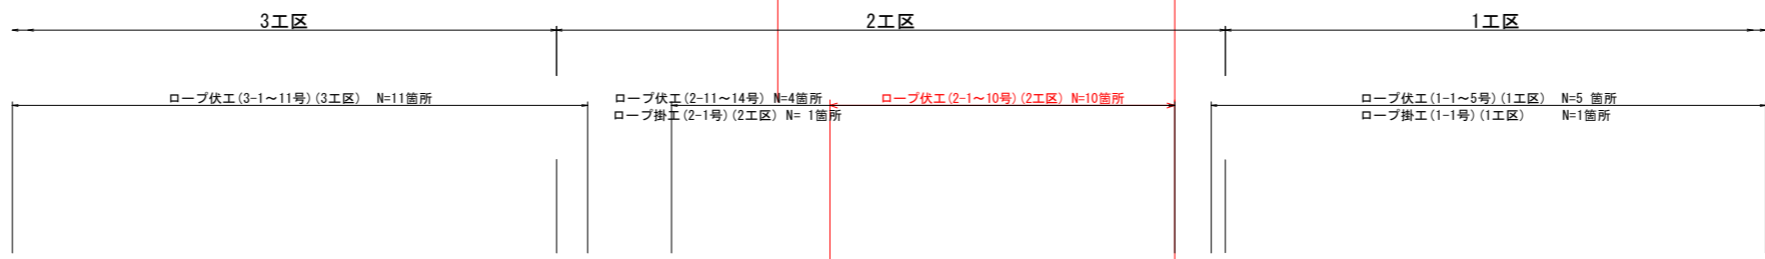 3工区
2工区
1工区
ロープ伏工(3-1～11号)(3工区) N=11箇所
ロープ伏工(2-11～14号) N=4箇所
ロープ掛工(2-1号)(2工区) N= 1箇所
ロープ伏工(2-1～10号)(2工区) N=10箇所
ロープ伏工(1-1～5号)(1工区) N=5 箇所
ロープ掛工(1-1号)(1工区) N=1箇所